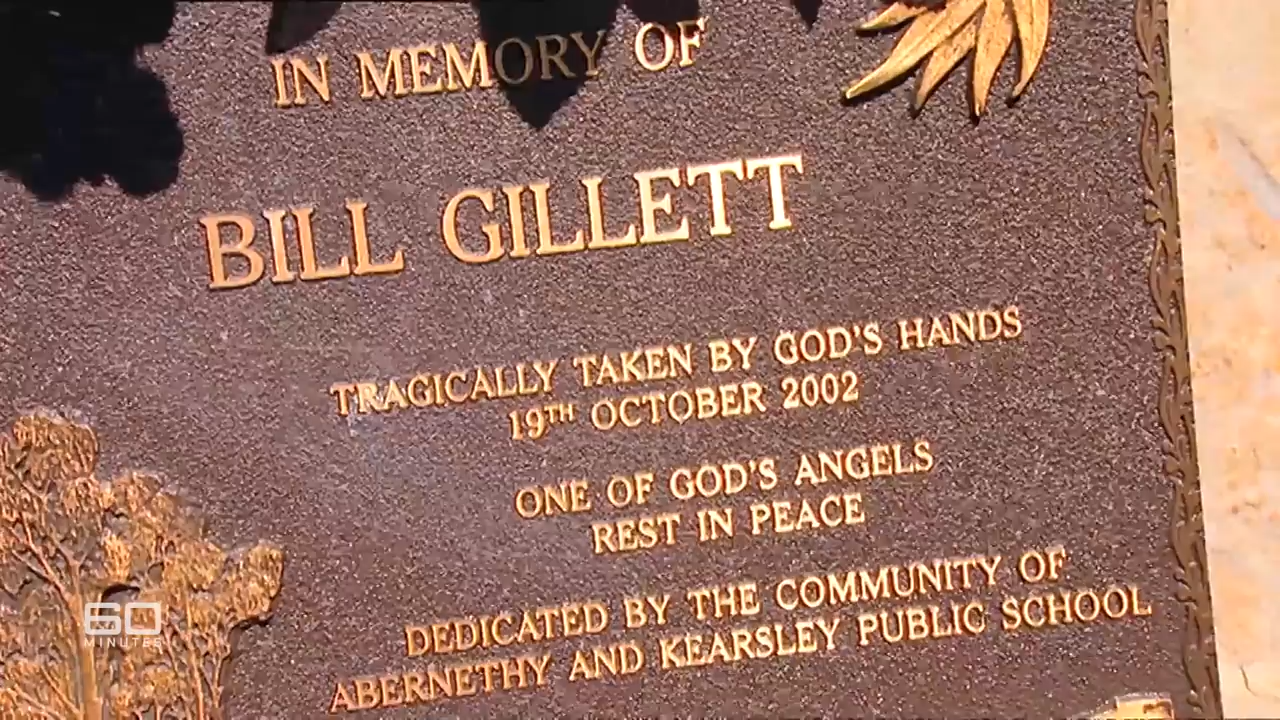 IN MEMORY OF
BILL GILLETT
TRAGICALLY TAKEN BY GOD'S HANDS
19TH OCTOBER 2002
ONE OF GOD'S ANGELS
REST IN PEACE
DEDICATED BY THE COMMUNITY OF
ABERNETHY AND KEARSLEY PUBLIC SCHOOL
60
MINUTES